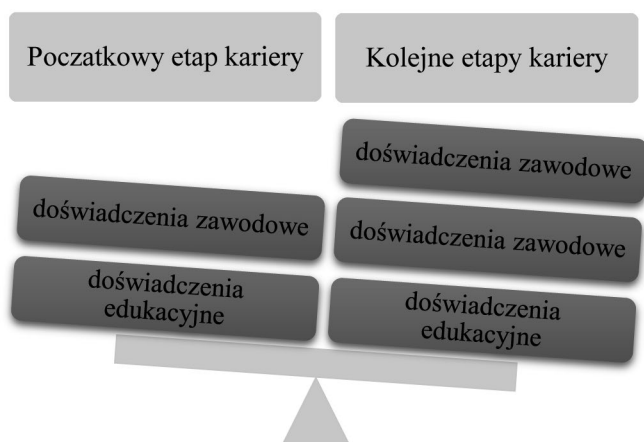 Poczatkowy etap kariery
Kolejne etapy kariery
doświadczenia zawodowe
doświadczenia zawodowe
doświadczenia zawodowe
doświadczenia
edukacyjne
doświadczenia
edukacyjne